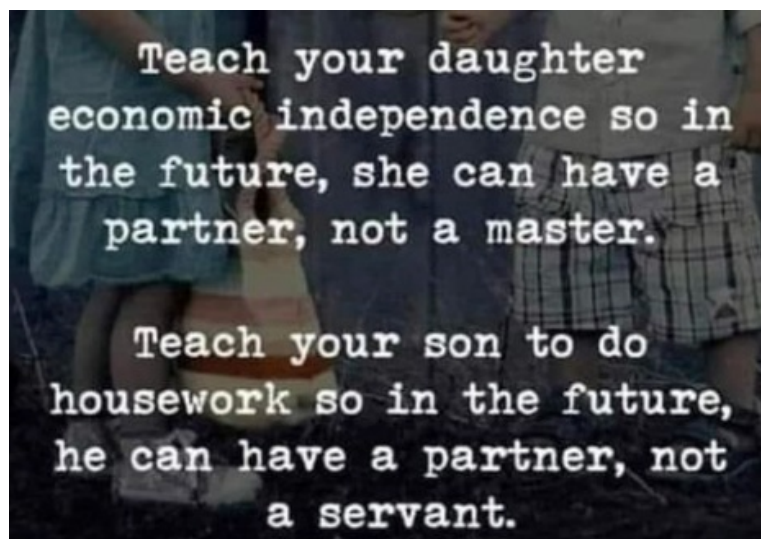 Teach your daughter
economic independence so in
the future, she can have a
partner, not a master.
Teach your son to do
housework so in the future,
he can have a partner, not
a servant.